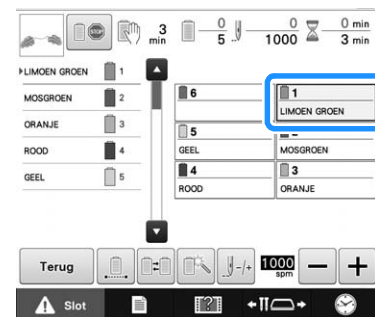 3 min
0 5
0 1000
0 min 3 min
LIMOEN GROEN 1
MOSGROEN 2
ORANJE 3
ROOD 4
GEEL 5
6
1 LIMOEN GROEN
5 GEEL
MOSGROEN
4 ROOD
3 ORANJE
Terug
-/+
1000 spm
− +
Slot